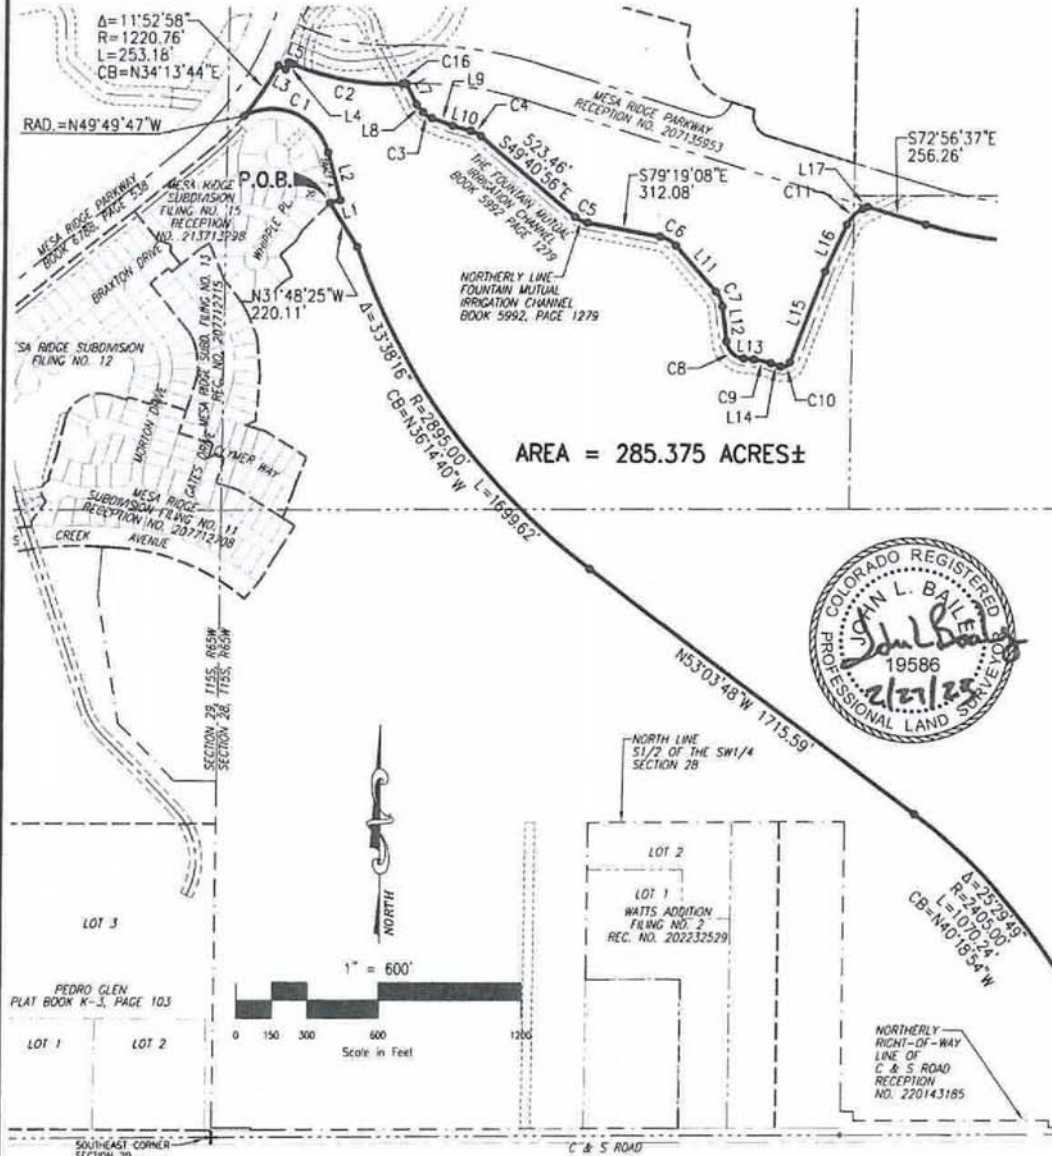 Δ=11°52'58"
R=1220.76'
L=253.18'
CB=N34°13'44"E
RAD.=N49°49'47"W
L5
L3
C1
L4
C2
C16
L9
L8
C3
L10
C4
L2
L1
P.O.B.
MESA RIDGE PARKWAY
RECEPTION NO. 207135953
S72°56'37"E
256.26'
L17
C11
523.46'
S49°40'56"E
THE FOUNTAIN MUTUAL
IRRIGATION CHANNEL
BOOK 5992 PAGE 1279
S79°19'08"E
312.08'
C5
C6
L11
C7
L12
L13
C8
C9
L14
C10
L15
L16
NORTHERLY LINE
FOUNTAIN MUTUAL
IRRIGATION CHANNEL
BOOK 5992, PAGE 1279
MESA RIDGE PARKWAY
BOOK 6788, PAGE 538
MESA RIDGE
SUBDIVISION
FILING NO. 15
RECEPTION
NO. 213713298
WHIPPLE PL.
BRAXTON DRIVE
N31°48'25"W
220.11'
SA RIDGE SUBDIVISION
FILING NO. 12
MESA RIDGE SUBD. FILING NO. 13
REC. NO. 207712715
MORTON DRIVE
GATES DRIVE
CLYMER WAY
MESA RIDGE
SUBDIVISION FILING NO. 11
RECEPTION NO. 207712708
S
CREEK AVENUE
Δ=33°38'16" R=2895.00' L=1699.62'
CB=N36°14'40"W
AREA = 285.375 ACRES±
COLORADO REGISTERED
JOHN L. BAILEY
19586
2/27/23
PROFESSIONAL LAND SURVEYOR
SECTION 29, T15S, R65W
SECTION 28, T15S, R65W
N53°03'48"W 1715.59'
NORTH LINE
S1/2 OF THE SW1/4
SECTION 28
LOT 2
LOT 1
WATTS ADDITION
FILING NO. 2
REC. NO. 202232529
Δ=25°29'49"
R=2405.00'
L=1070.24'
CB=N40°18'54"W
NORTH
LOT 3
PEDRO GLEN
PLAT BOOK K-3, PAGE 103
LOT 1
LOT 2
1" = 600'
0 150 300 600 1200
Scale in Feet
NORTHERLY
RIGHT-OF-WAY
LINE OF
C & S ROAD
RECEPTION
NO. 220143185
SOUTHEAST CORNER
SECTION 29
C & S ROAD